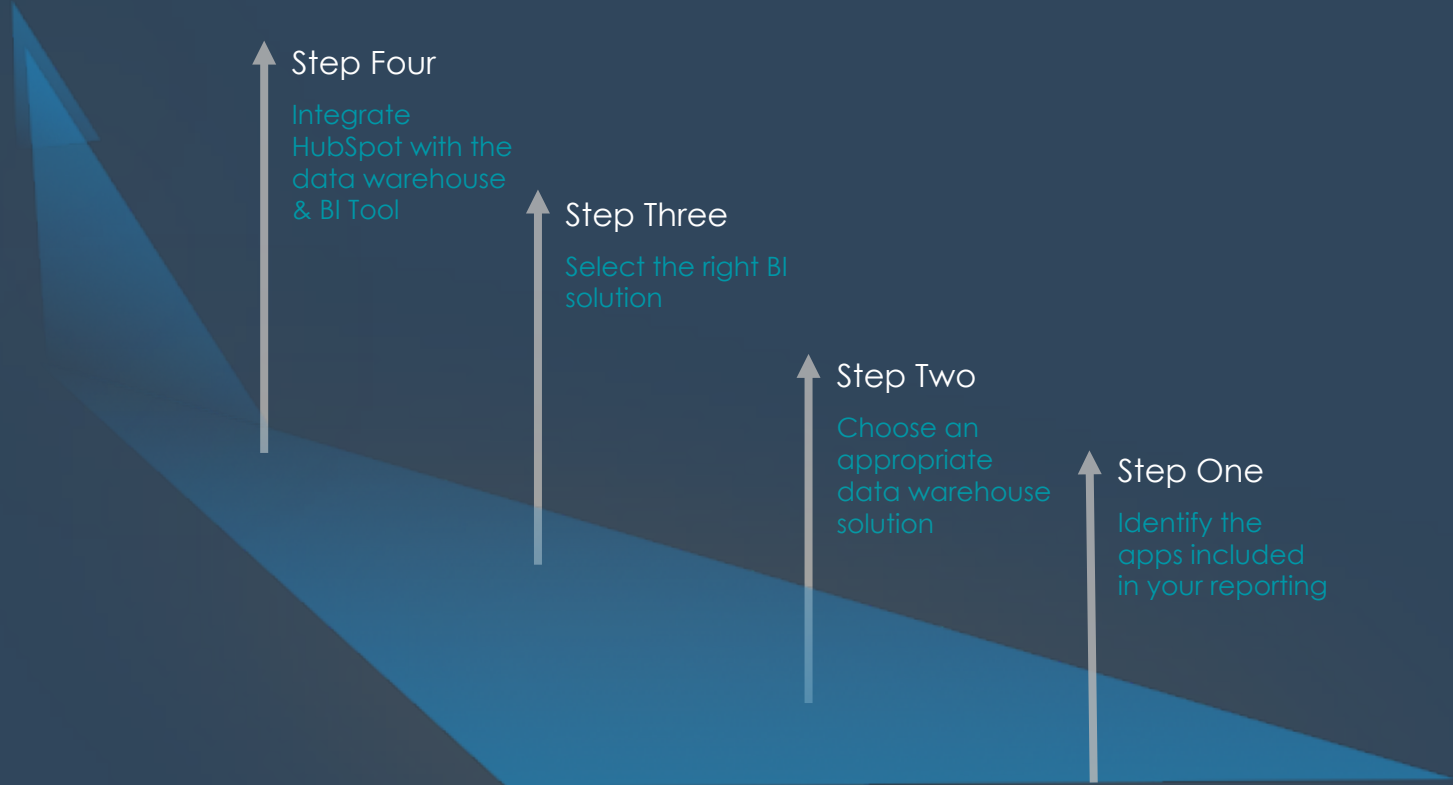 Step Four
Integrate
HubSpot with the
data warehouse
& BI Tool
Step Three
Select the right BI
solution
Step Two
Choose an
appropriate
data warehouse
solution
Step One
Identify the
apps included
in your reporting